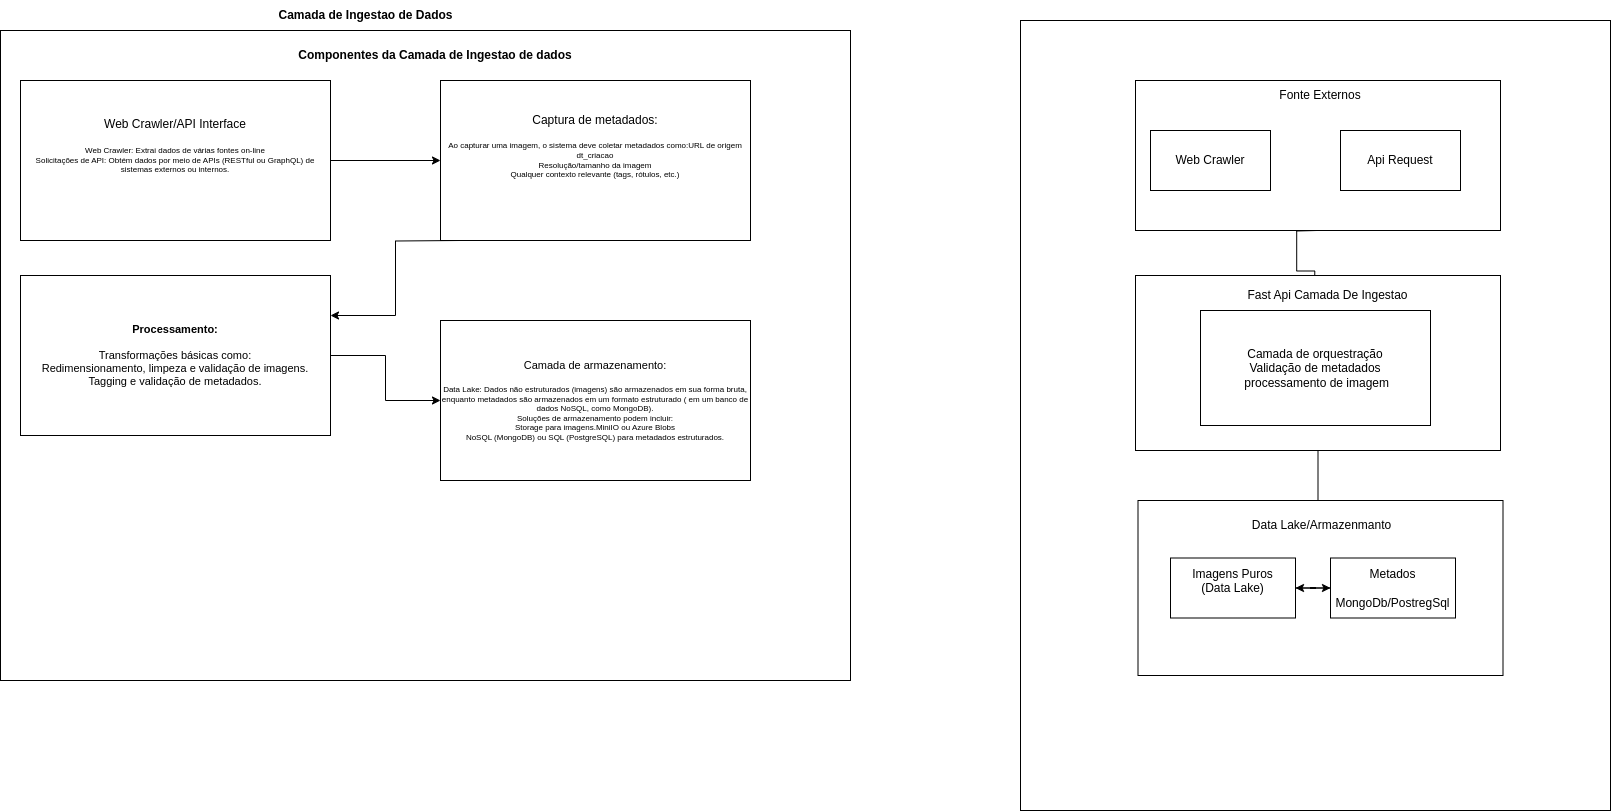 Camada de Ingestao de Dados
Componentes da Camada de Ingestao de dados
Web Crawler/API Interface
Web Crawler: Extrai dados de várias fontes on-line
Solicitações de API: Obtém dados por meio de APIs (RESTful ou GraphQL) de
sistemas externos ou internos.
Captura de metadados:
Ao capturar uma imagem, o sistema deve coletar metadados como:URL de origem
dt_criacao
Resolução/tamanho da imagem
Qualquer contexto relevante (tags, rótulos, etc.)
Processamento:
Transformações básicas como:
Redimensionamento, limpeza e validação de imagens.
Tagging e validação de metadados.
Camada de armazenamento:
Data Lake: Dados não estruturados (imagens) são armazenados em sua forma bruta,
enquanto metadados são armazenados em um formato estruturado ( em um banco de
dados NoSQL, como MongoDB).
Soluções de armazenamento podem incluir:
Storage para imagens.MiniIO ou Azure Blobs
NoSQL (MongoDB) ou SQL (PostgreSQL) para metadados estruturados.
Fonte Externos
Web Crawler
Api Request
Fast Api Camada De Ingestao
Camada de orquestração
Validação de metadados
processamento de imagem
Data Lake/Armazenmanto
Imagens Puros
(Data Lake)
Metados
MongoDb/PostregSql